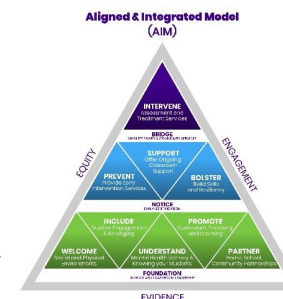 Aligned & Integrated Model
(AIM)
INTERVENE
Assessment and
Treatment Services
BRIDGE
EQUITY
ENGAGEMENT
SUPPORT
Offer Ongoing
Classroom
Support
PREVENT
Provide Early
Intervention Services
BOLSTER
Build Skills
and Resiliency
NOTICE
INCLUDE
Student Engagement
& Belonging
PROMOTE
Curriculum, Teaching
and Learning
WELCOME
Social and Physical
Environments
UNDERSTAND
Mental Health Literacy &
Knowing your Students
PARTNER
Home, School,
Community Partnerships
FOUNDATION
EVIDENCE